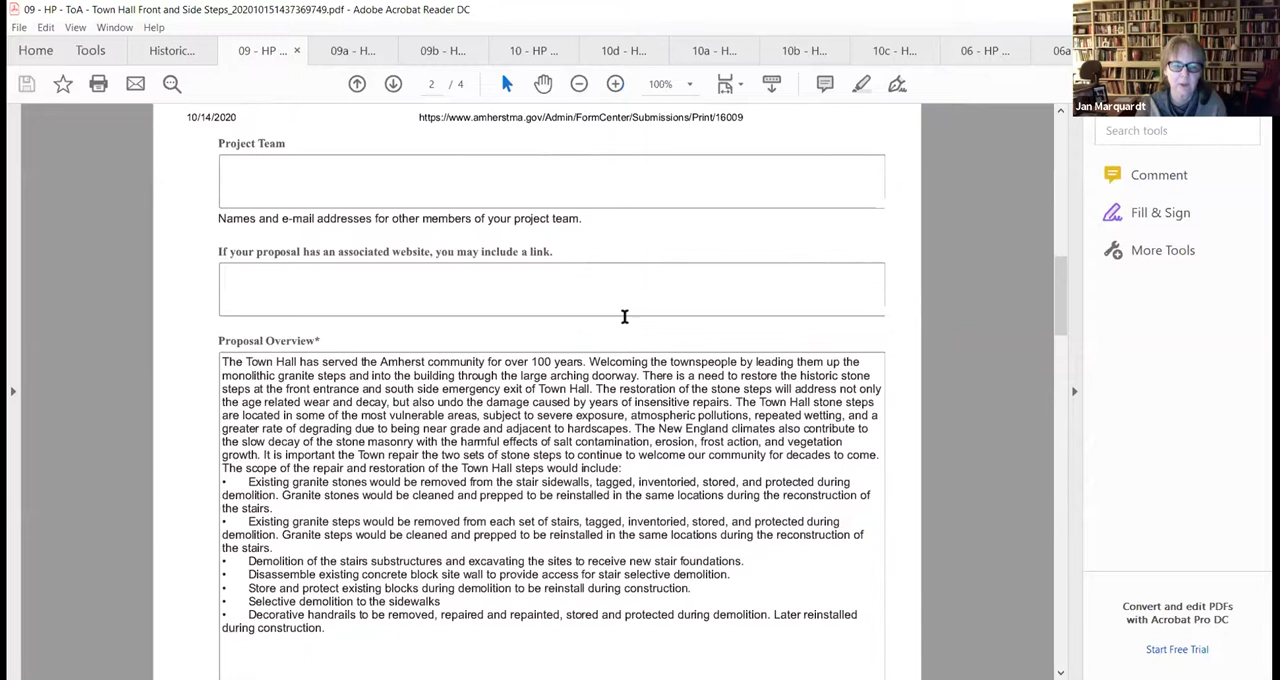 09 - HP - ToA - Town Hall Front and Side Steps_202010151437369749.pdf - Adobe Acrobat Reader DC
File Edit View Window Help
Home Tools Historic... 09 - HP ... × 09a - H... 09b - H... 10 - HP ... 10d - H... 10a - H... 10b - H... 10c - H... 06 - HP ... 06a
2 / 4 100%
Jan Marquardt
10/14/2020 https://www.amherstma.gov/Admin/FormCenter/Submissions/Print/16009
Project Team
Names and e-mail addresses for other members of your project team.
If your proposal has an associated website, you may include a link.
Proposal Overview*
The Town Hall has served the Amherst community for over 100 years. Welcoming the townspeople by leading them up the
monolithic granite steps and into the building through the large arching doorway. There is a need to restore the historic stone
steps at the front entrance and south side emergency exit of Town Hall. The restoration of the stone steps will address not only
the age related wear and decay, but also undo the damage caused by years of insensitive repairs. The Town Hall stone steps
are located in some of the most vulnerable areas, subject to severe exposure, atmospheric pollutions, repeated wetting, and a
greater rate of degrading due to being near grade and adjacent to hardscapes. The New England climates also contribute to
the slow decay of the stone masonry with the harmful effects of salt contamination, erosion, frost action, and vegetation
growth. It is important the Town repair the two sets of stone steps to continue to welcome our community for decades to come.
The scope of the repair and restoration of the Town Hall steps would include:
• Existing granite stones would be removed from the stair sidewalls, tagged, inventoried, stored, and protected during
demolition. Granite stones would be cleaned and prepped to be reinstalled in the same locations during the reconstruction of
the stairs.
• Existing granite steps would be removed from each set of stairs, tagged, inventoried, stored, and protected during
demolition. Granite steps would be cleaned and prepped to be reinstalled in the same locations during the reconstruction of
the stairs.
• Demolition of the stairs substructures and excavating the sites to receive new stair foundations.
• Disassemble existing concrete block site wall to provide access for stair selective demolition.
• Store and protect existing blocks during demolition to be reinstall during construction.
• Selective demolition to the sidewalks
• Decorative handrails to be removed, repaired and repainted, stored and protected during demolition. Later reinstalled
during construction.
Search tools
Comment
Fill & Sign
More Tools
Convert and edit PDFs
with Acrobat Pro DC
Start Free Trial